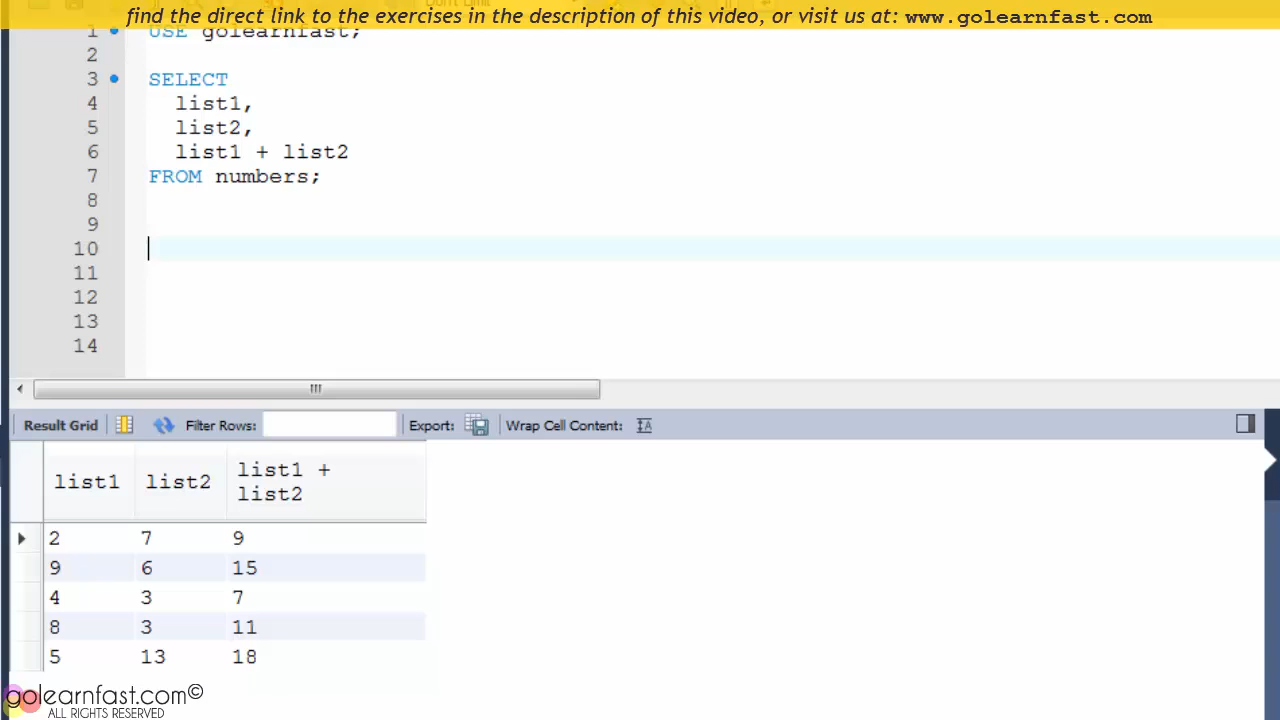 find the direct link to the exercises in the description of this video, or visit us at: www.golearnfast.com
1 USE golearnfast;
2
3 SELECT
4 list1,
5 list2,
6 list1 + list2
7 FROM numbers;
8
9
10
11
12
13
14
Result Grid Filter Rows: Export: Wrap Cell Content: IA
list1 list2 list1 + list2
2 7 9
9 6 15
4 3 7
8 3 11
5 13 18
golearnfast.com©
ALL RIGHTS RESERVED